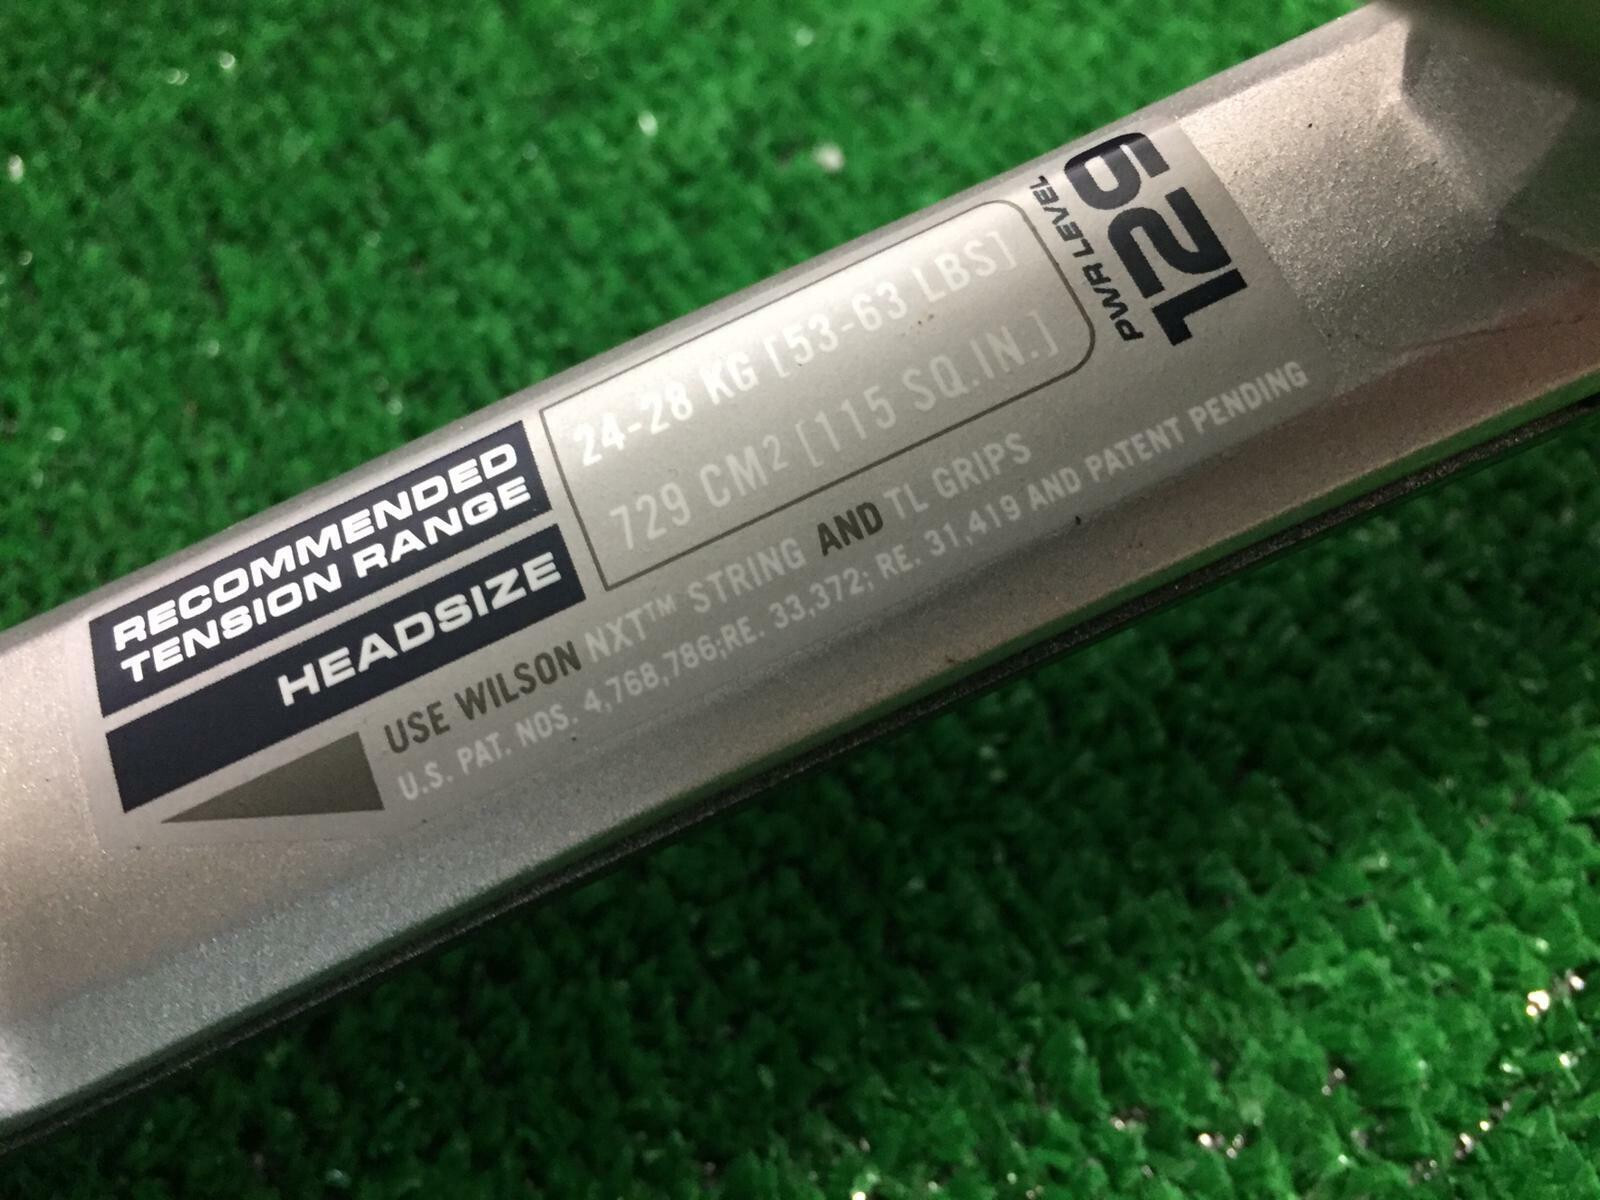 RECOMMENDED
TENSION RANGE
24-28 KG [53-63 LBS]
HEADSIZE
729 CM2 [115 SQ.IN.]
PWR LEVEL
129
USE WILSON NXT™ STRING AND TL GRIPS
U.S. PAT. NOS. 4,768,786;RE. 33,372; RE. 31,419 AND PATENT PENDING